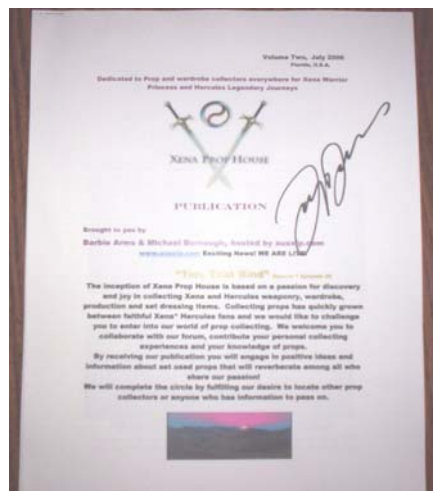 Volume Two, July 2006
Florida, U.S.A.
Dedicated to Prop and wardrobe collectors everywhere for Xena Warrior
Princess and Hercules Legendary Journeys
XENA PROP HOUSE
PUBLICATION
Brought to you by
Barbie Arms & Michael hosted by
Exciting News! WE ARE
"Ties That Bind"
The inception of Xena Prop House is based on a passion for discovery
and joy in collecting Xena and Hercules weaponry, wardrobe,
production and set dressing items. Collecting props has quickly grown
between faithful Xena* Hercules fans and we would like to challenge
you to enter into our world of prop collecting. We welcome you to
collaborate with our forum, contribute your personal collecting
experiences and your knowledge of props.
By receiving our publication you will engage in positive ideas and
information about set used props that will reverberate among all who
share our passion!
We will complete the circle by fulfilling our desire to locate other prop
collectors or anyone who has information to pass on.